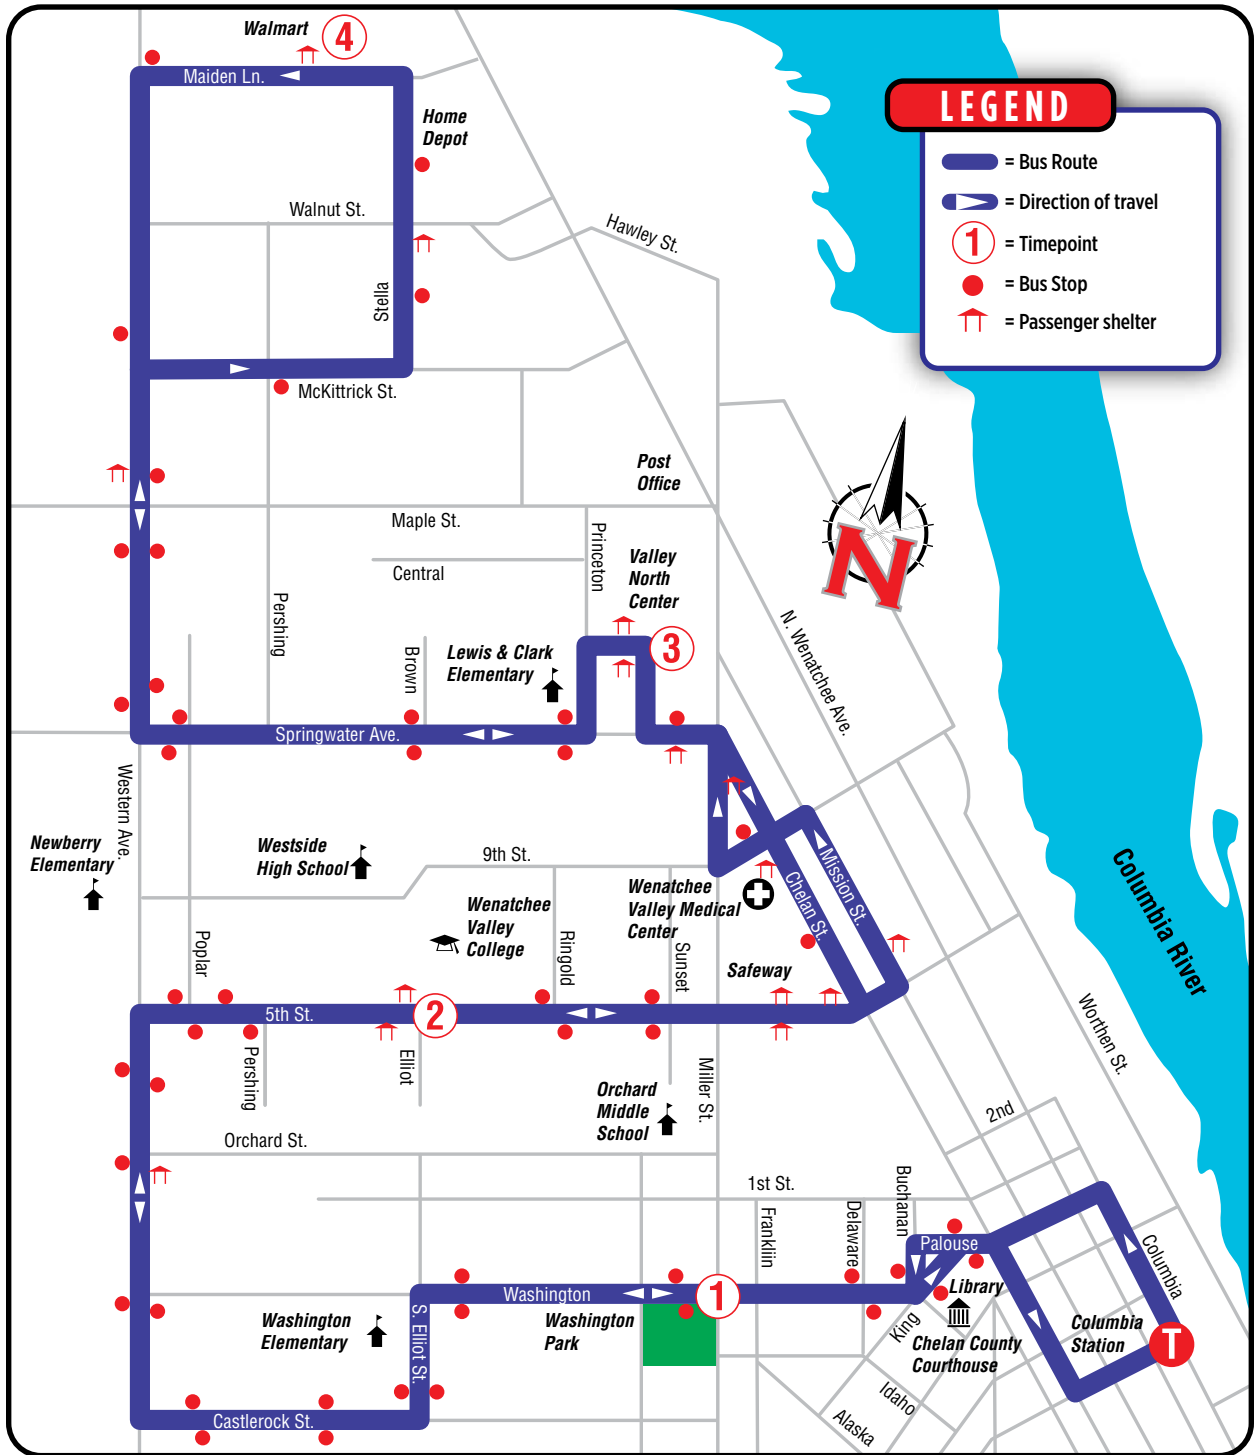 Walmart
4
Maiden Ln.
Home
Depot
LEGEND
= Bus Route
= Direction of travel
1
= Timepoint
= Bus Stop
= Passenger shelter
Walnut St.
Hawley St.
Stella
McKittrick St.
Post
Office
N
Maple St.
Central
Princeton
Valley
North
Center
Pershing
Brown
Lewis & Clark
Elementary
3
N. Wenatchee Ave.
Springwater Ave.
Western Ave.
Newberry
Elementary
Westside
High School
9th St.
Wenatchee
Valley Medical
Center
Chelan St.
Mission St.
Columbia River
Wenatchee
Valley
College
Poplar
Ringold
Sunset
Safeway
5th St.
2
Pershing
Elliot
Miller St.
Worthen St.
Orchard
Middle
School
2nd
Orchard St.
1st St.
Frankliin
Delaware
Buchanan
Palouse
Columbia
Washington
1
Library
Washington
Elementary
S. Elliot St.
Washington
Park
King
Chelan County
Courthouse
Columbia
Station
T
Idaho
Alaska
Castlerock St.